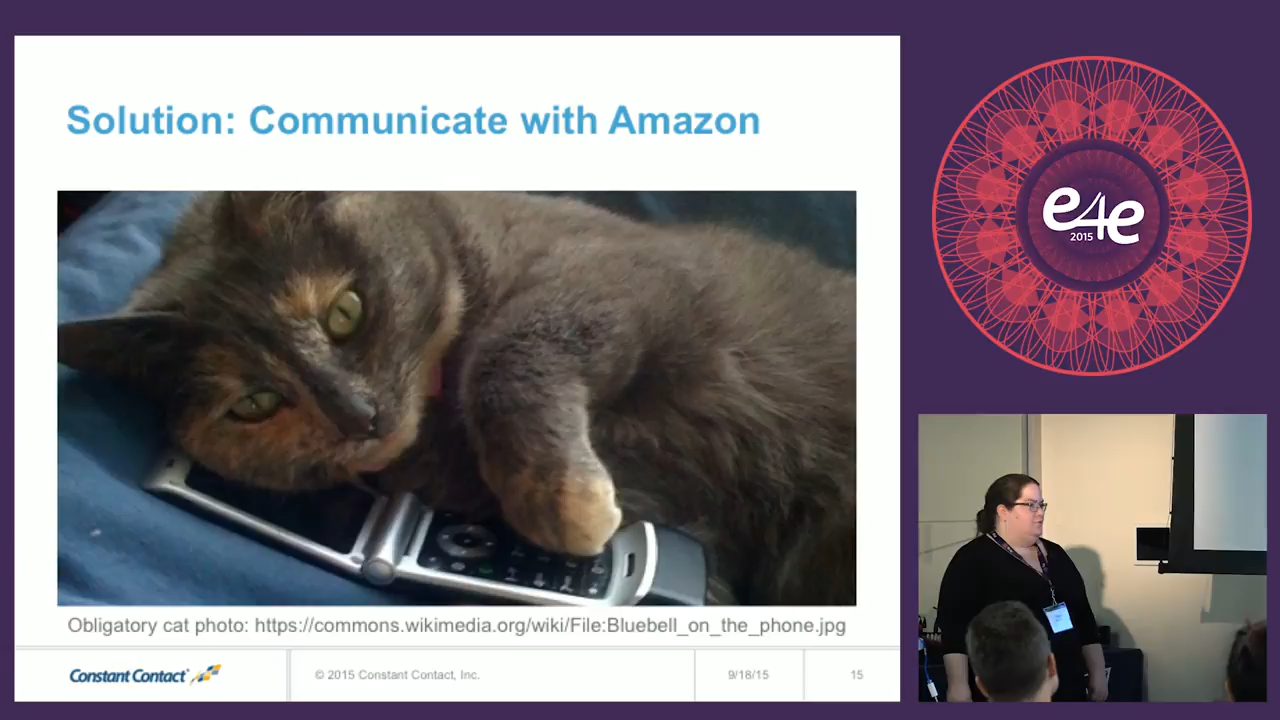 Solution: Communicate with Amazon
Obligatory cat photo: https://commons.wikimedia.org/wiki/File:Bluebell_on_the_phone.jpg
Constant Contact
© 2015 Constant Contact, Inc.
9/18/15
15
e4e
2015